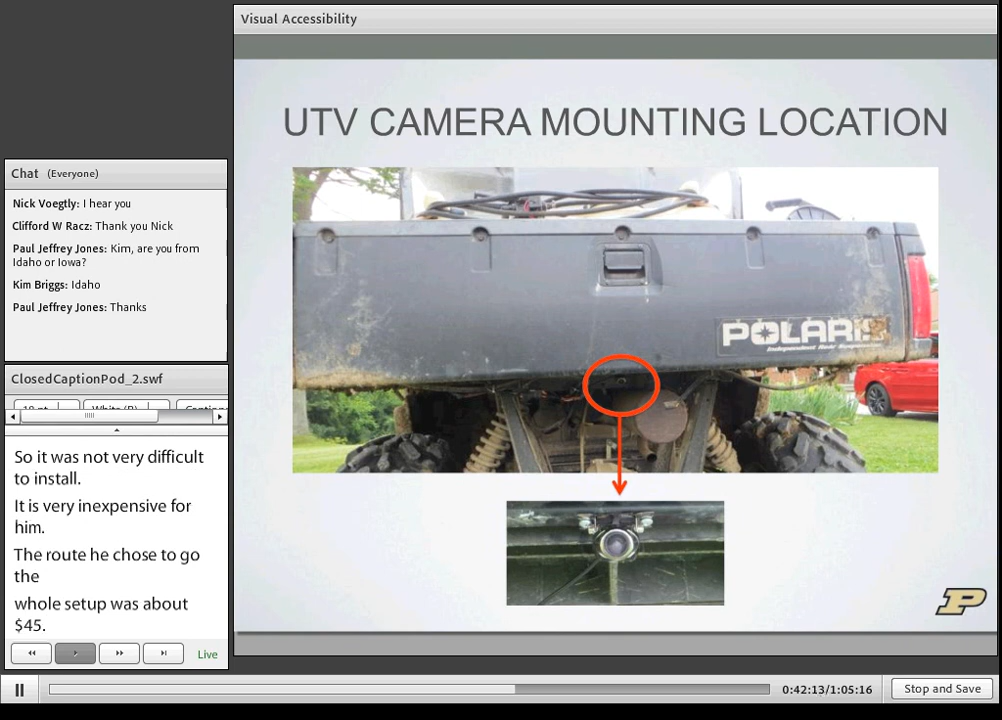 Visual Accessibility
UTV CAMERA MOUNTING LOCATION
POLARIS
Chat (Everyone)
Nick Voegtly: I hear you
Clifford W Racz: Thank you Nick
Paul Jeffrey Jones: Kim, are you from
Idaho or Iowa?
Kim Briggs: Idaho
Paul Jeffrey Jones: Thanks
ClosedCaptionPod_2.swf
So it was not very difficult
to install.
It is very inexpensive for
him.
The route he chose to go
the
whole setup was about
$45.
Live
P
0:42:13/1:05:16
Stop and Save